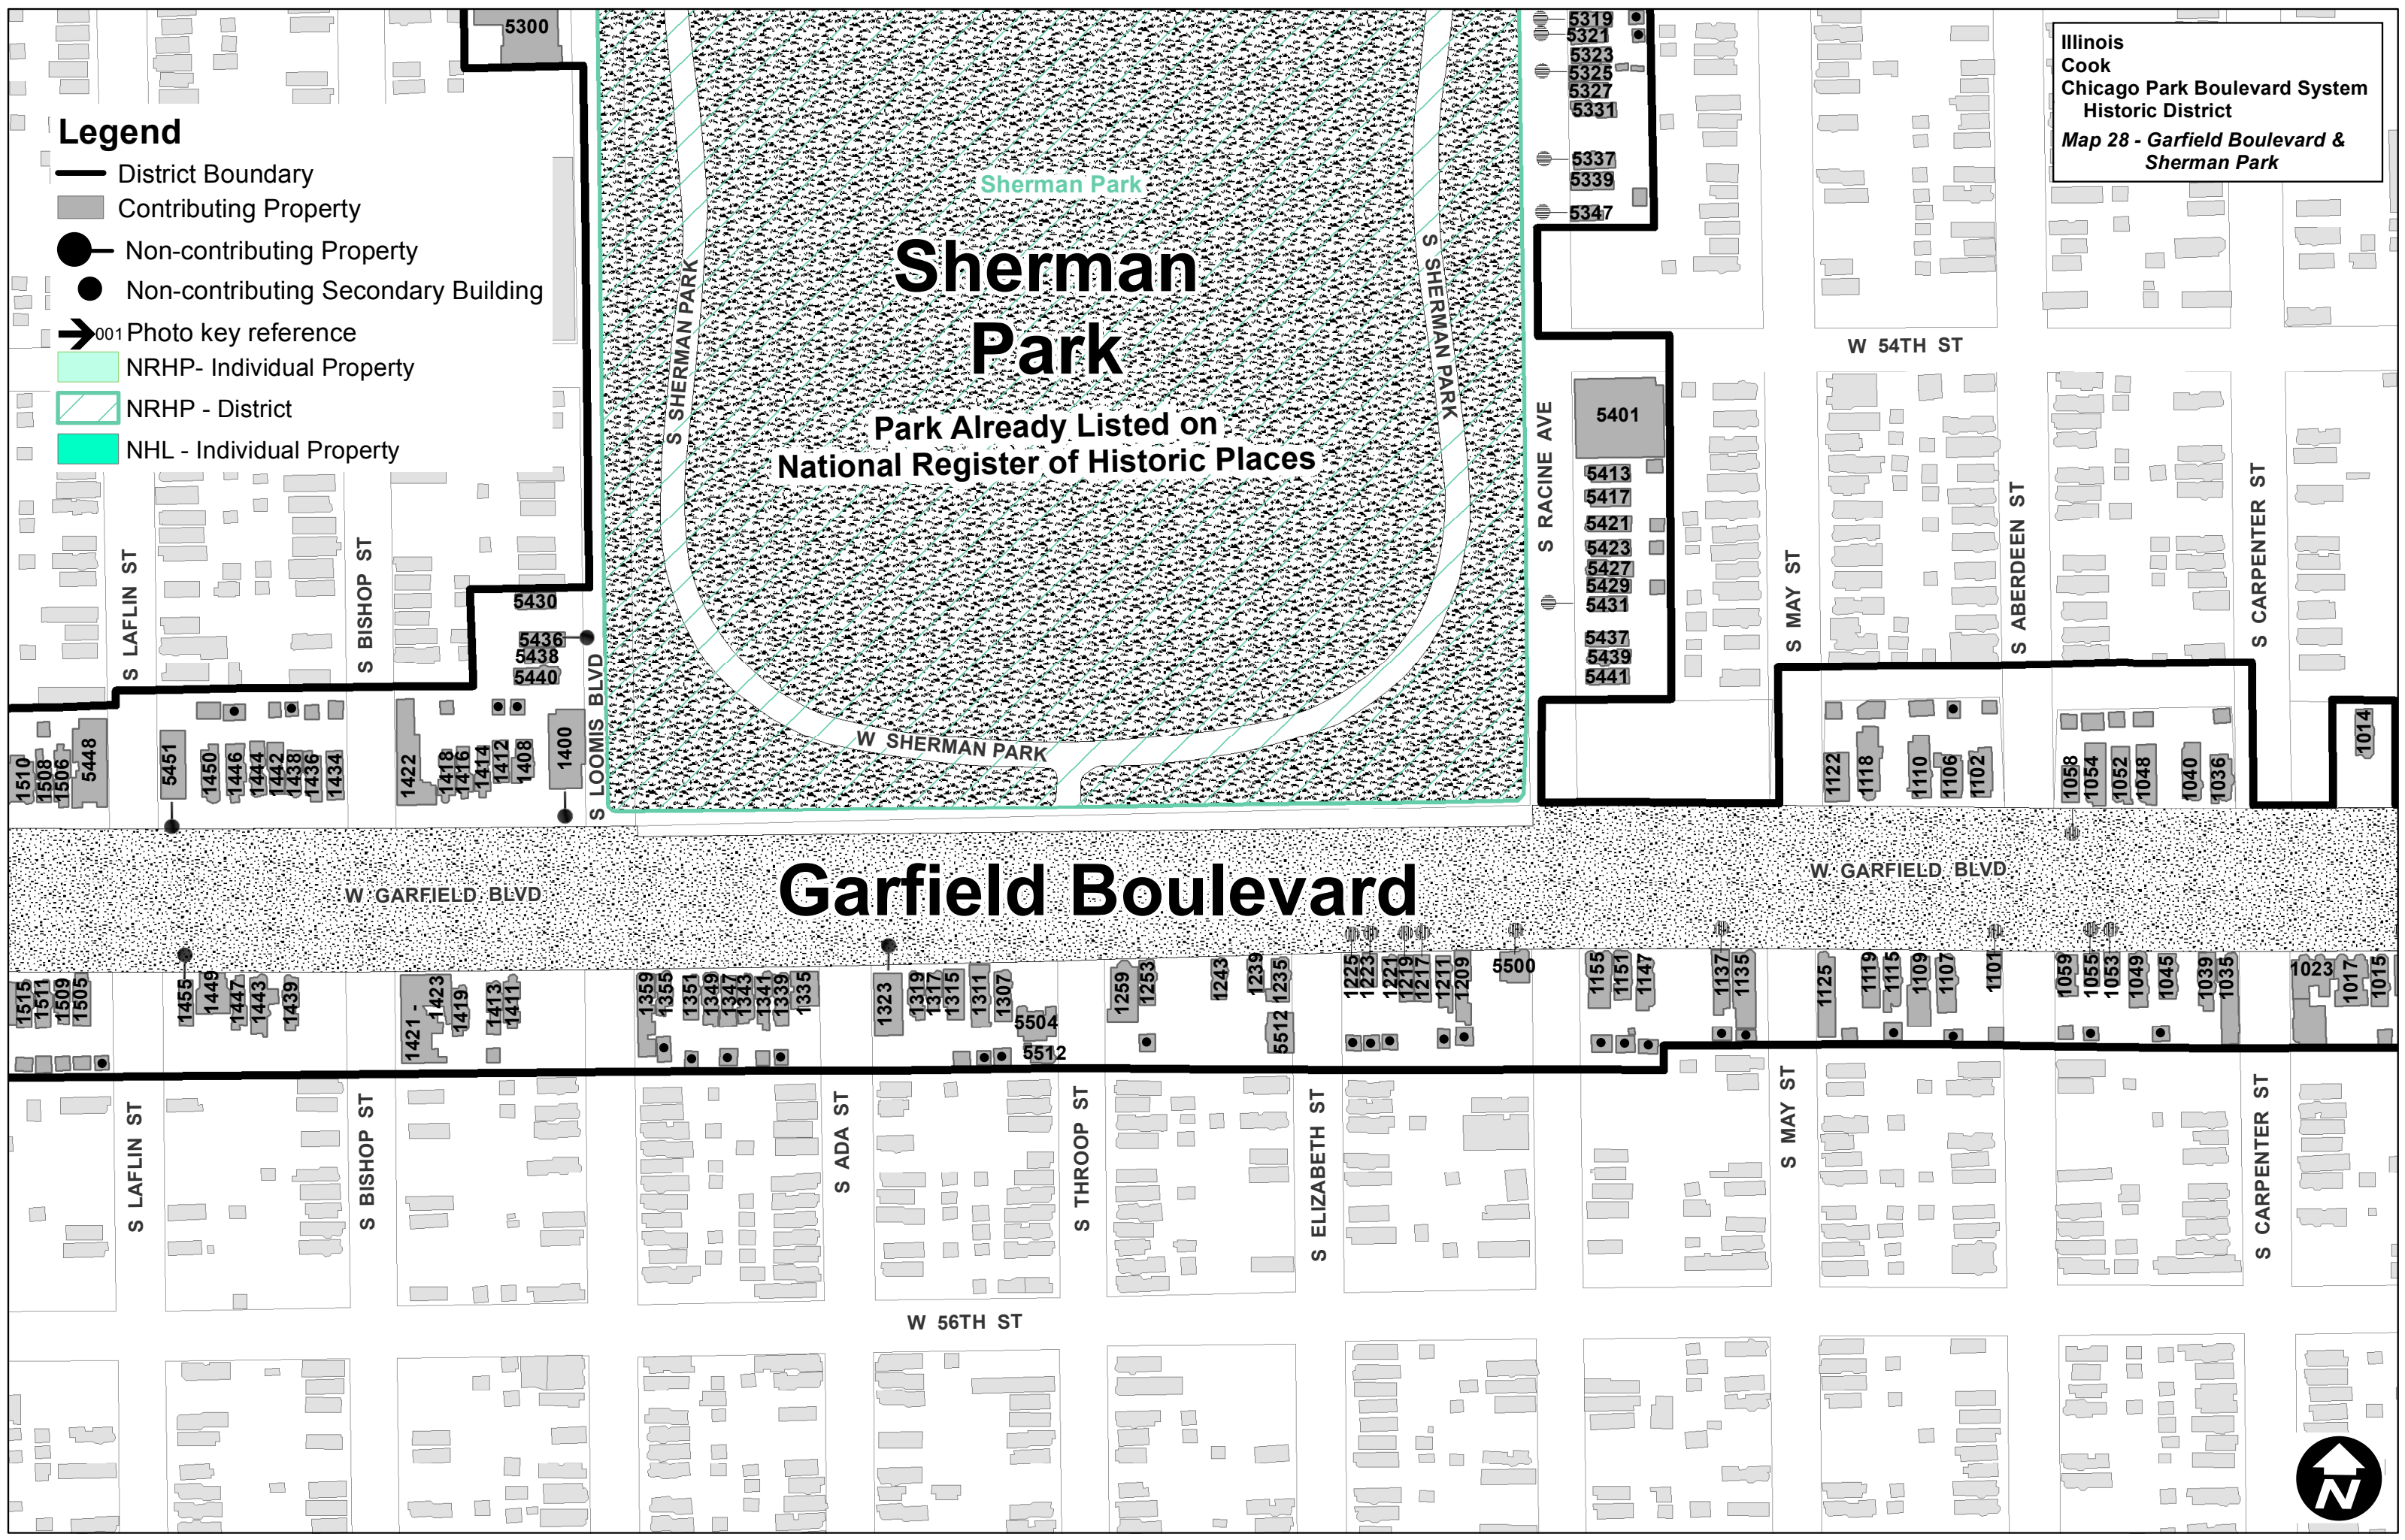 5300
5319
5321
5323
5325
5327
5331
5337
5339
5347
Illinois
Cook
Chicago Park Boulevard System
Historic District
Map 28 - Garfield Boulevard &
Sherman Park
Legend
District Boundary
Contributing Property
Non-contributing Property
Non-contributing Secondary Building
001 Photo key reference
NRHP- Individual Property
NRHP - District
NHL - Individual Property
Sherman Park
Sherman
Park
Park Already Listed on
National Register of Historic Places
S SHERMAN PARK
S SHERMAN PARK
W SHERMAN PARK
W 54TH ST
S RACINE AVE
5401
5413
5417
5421
5423
5427
5429
5431
5437
5439
5441
S LAFLIN ST
S BISHOP ST
5430
5436
5438
5440
S LOOMIS BLVD
S MAY ST
S ABERDEEN ST
S CARPENTER ST
1510
1508
1506
5448
5451
1450
1446
1444
1442
1438
1436
1434
1422
1418
1416
1414
1412
1408
1400
1122
1118
1110
1106
1102
1058
1054
1052
1048
1040
1036
1014
W GARFIELD BLVD
Garfield Boulevard
W GARFIELD BLVD
1515
1511
1509
1505
1455
1449
1447
1443
1439
1421 -
1423
1419
1413
1411
1359
1355
1351
1349
1347
1343
1341
1339
1335
1323
1319
1317
1315
1311
1307
5504
5512
1259
1253
1243
1239
1235
5512
1225
1223
1221
1219
1217
1211
1209
5500
1155
1151
1147
1137
1135
1125
1119
1115
1109
1107
1101
1059
1055
1053
1049
1045
1039
1035
1023
1017
1015
S LAFLIN ST
S BISHOP ST
S ADA ST
S THROOP ST
S ELIZABETH ST
S MAY ST
S CARPENTER ST
W 56TH ST
N